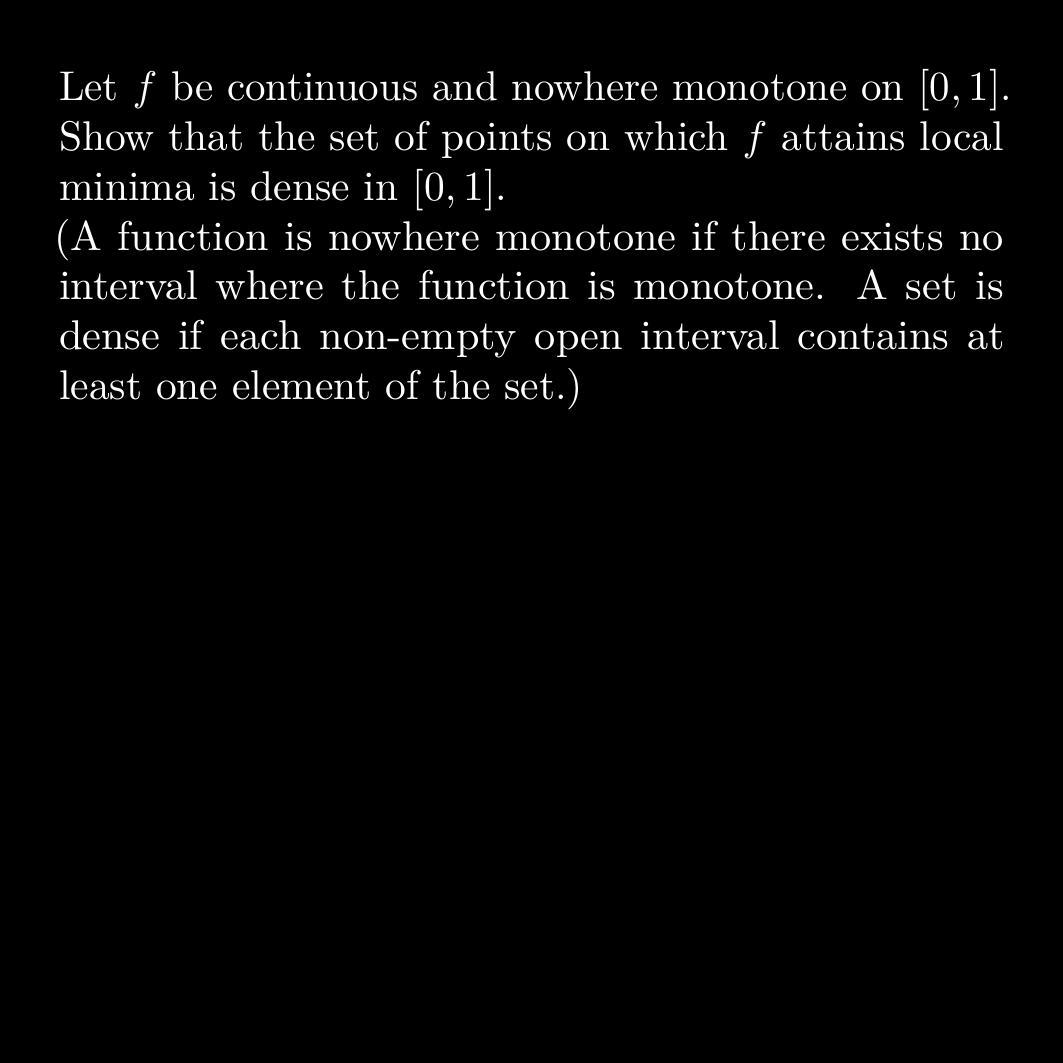 Let f be continuous and nowhere monotone on [0, 1].
Show that the set of points on which f attains local
minima is dense in [0, 1].
(A function is nowhere monotone if there exists no
interval where the function is monotone. A set is
dense if each non-empty open interval contains at
least one element of the set.)